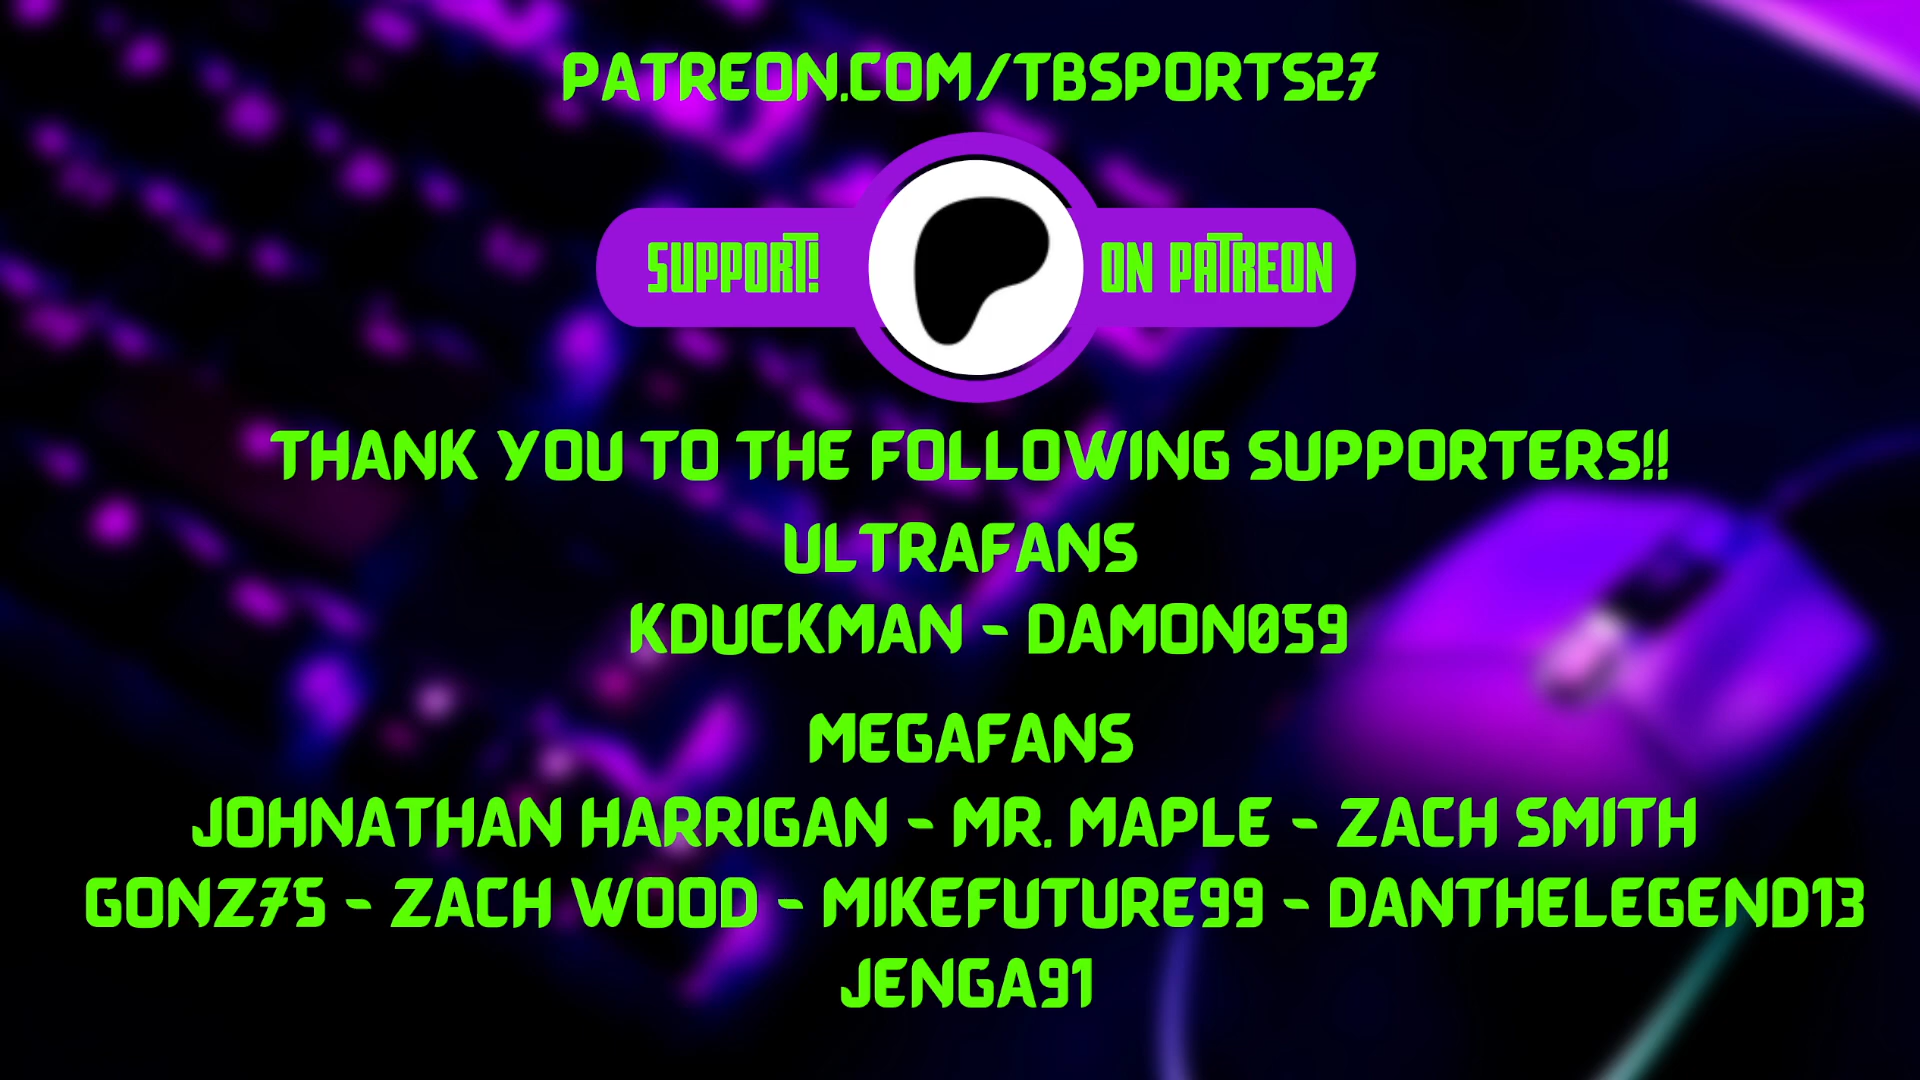 PATREON.COM/TBSPORTS27
SUPPORT! ON PATREON
THANK YOU TO THE FOLLOWING SUPPORTERS!!
ULTRAFANS
KDUCKMAN - DAMON059
MEGAFANS
JOHNATHAN HARRIGAN - MR. MAPLE - ZACH SMITH
GONZ75 - ZACH WOOD - MIKEFUTURE99 - DANTHELEGEND13
JENGA91